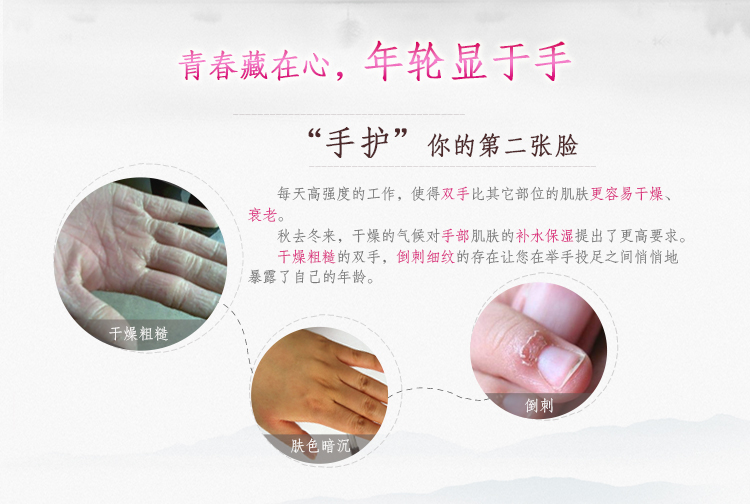 青春藏在心，年轮显于手
“手护”你的第二张脸
每天高强度的工作，使得双手比其它部位的肌肤更容易干燥、
衰老。
秋去冬来，干燥的气候对手部肌肤的补水保湿提出了更高要求。
干燥粗糙的双手，倒刺细纹的存在让您在举手投足之间悄悄地
暴露了自己的年龄。
干燥粗糙
肤色暗沉
倒刺